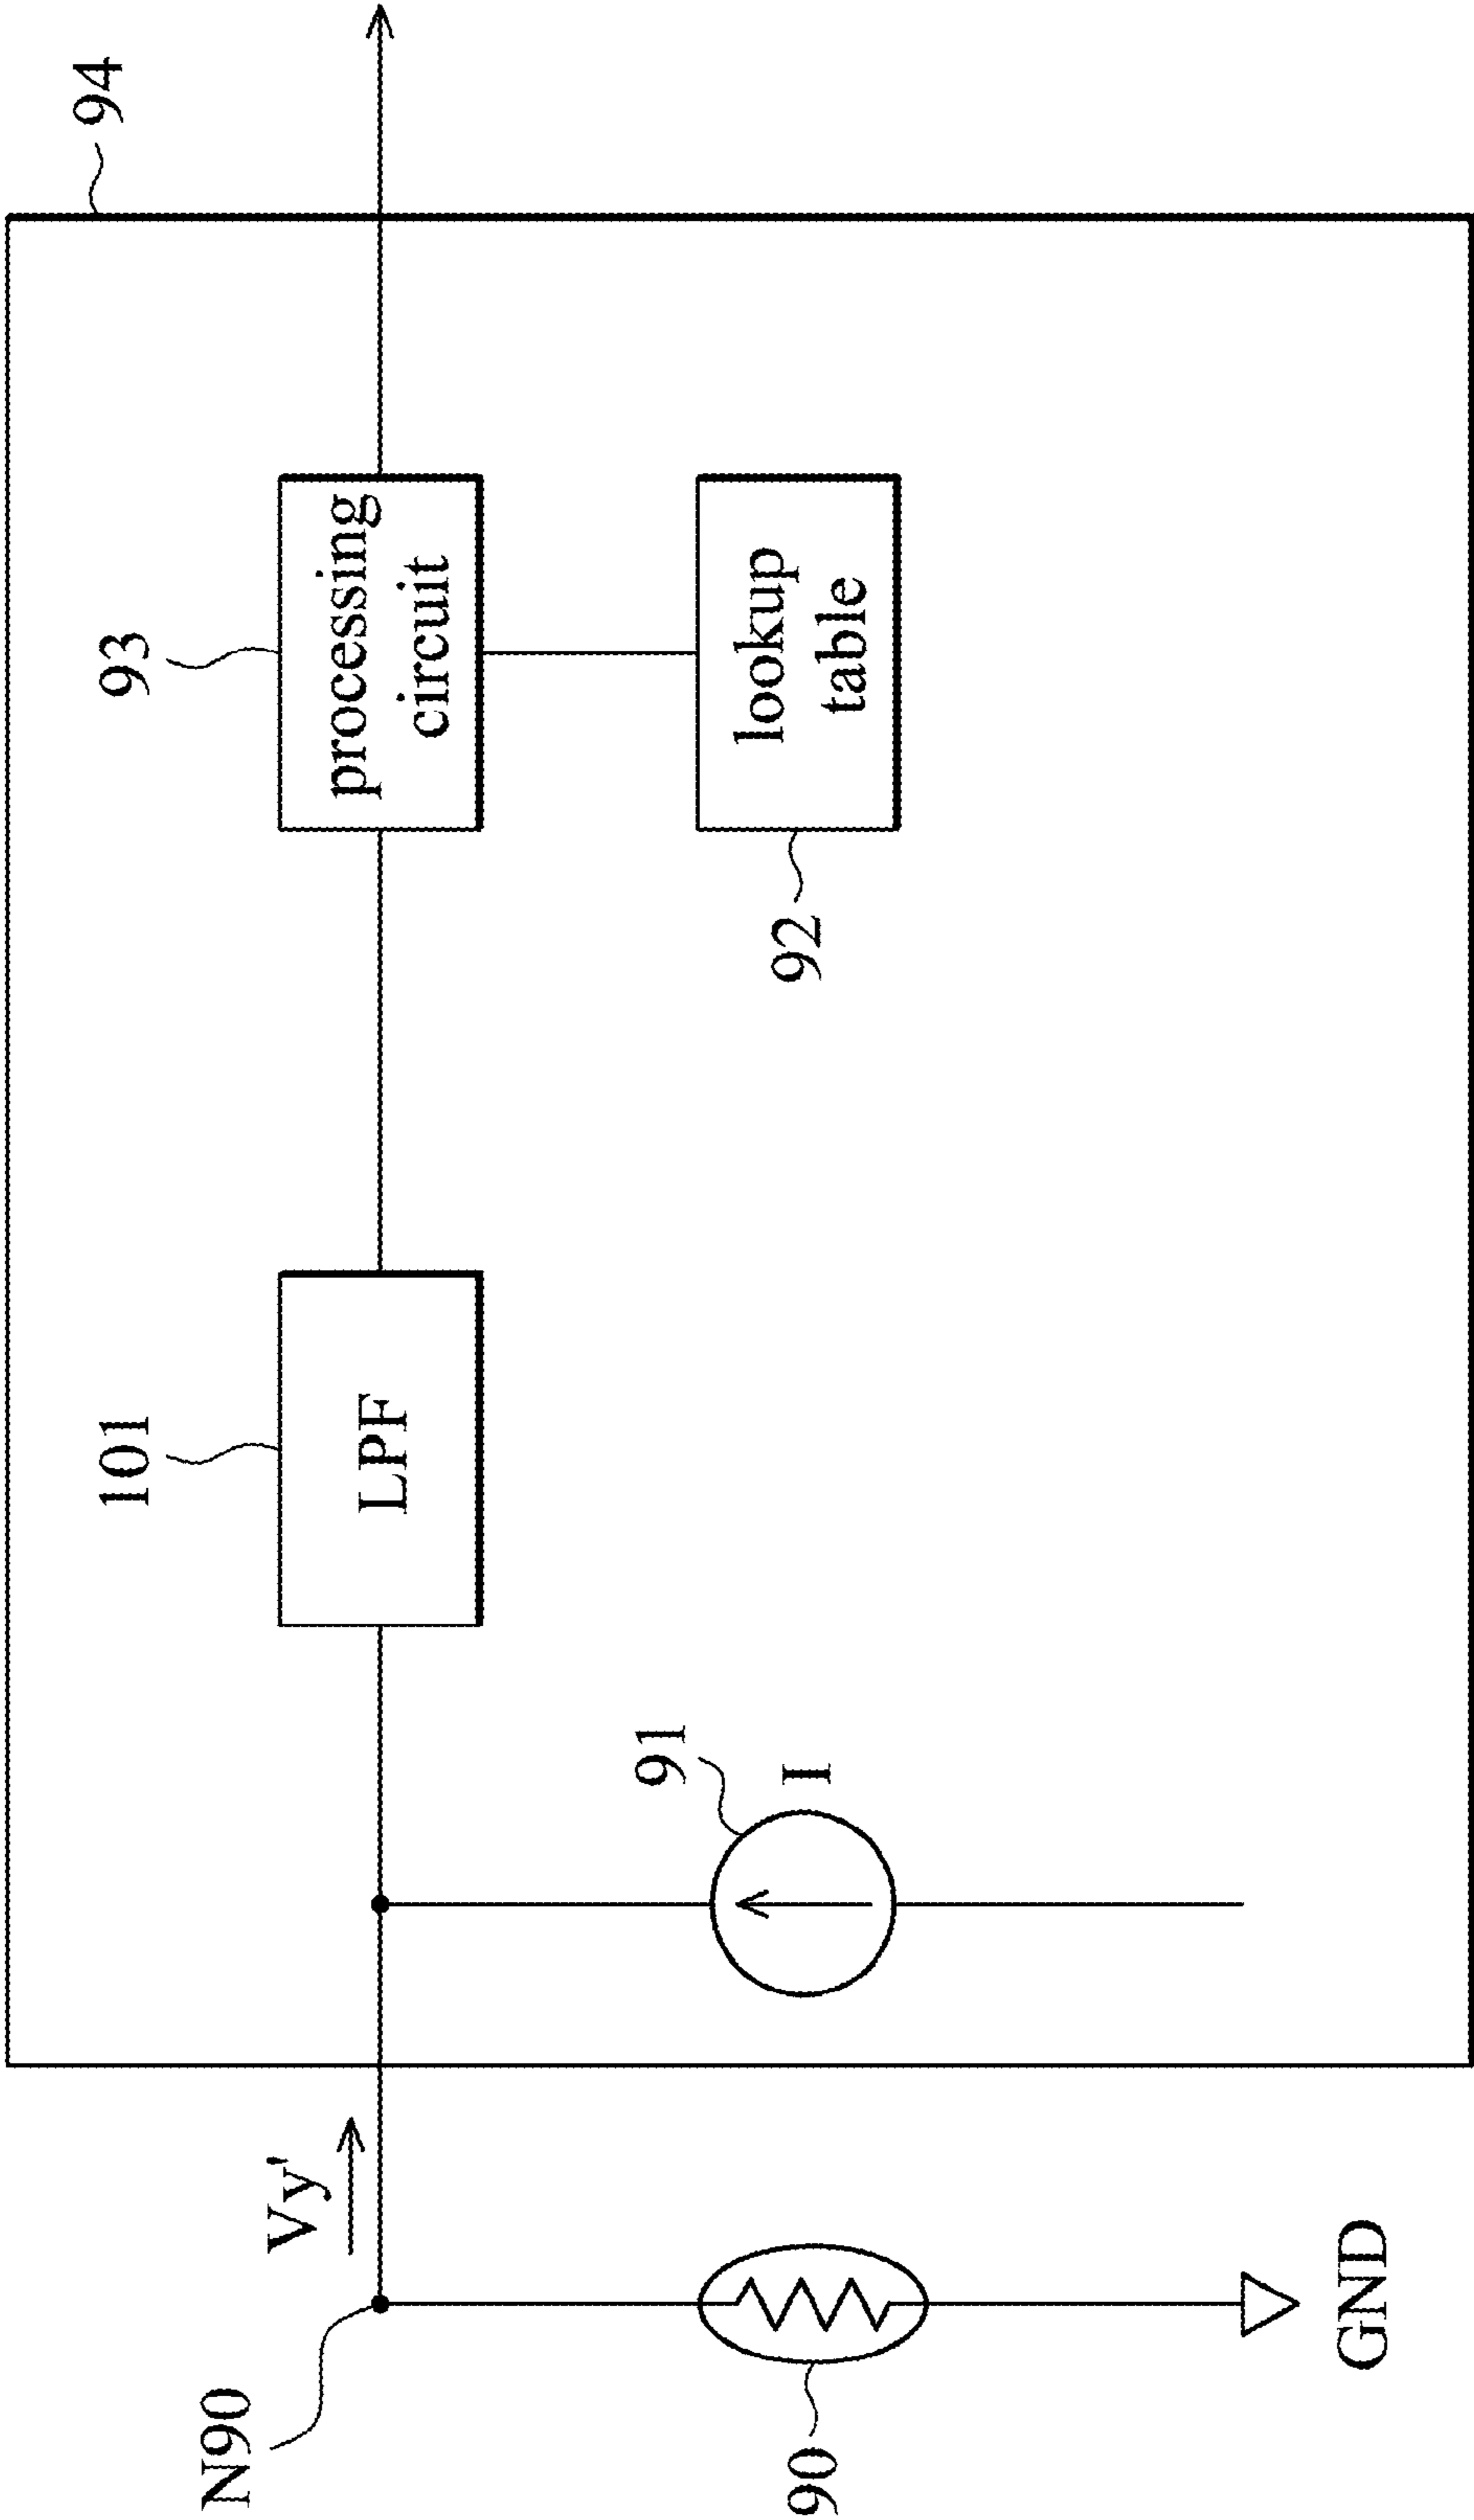 94
93
101
processing
circuit
LPF
Vy'
N90
91
I
lookup
table
92
90
GND